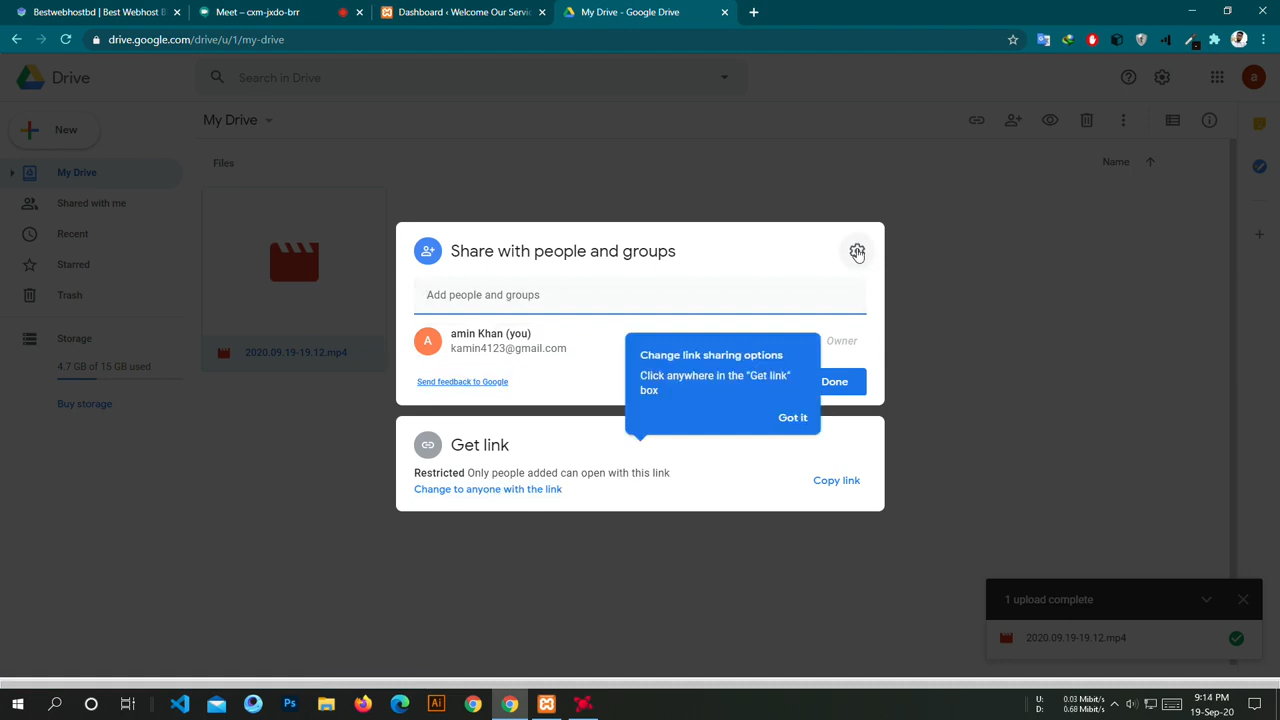 Bestwebhostbd | Best Webhost B
Meet – cxm-jxdo-brr
Dashboard ‹ Welcome Our Servic
My Drive - Google Drive
drive.google.com/drive/u/1/my-drive
Drive
Search in Drive
a
New
My Drive
Files
Name
My Drive
Shared with me
Recent
Starred
Trash
Storage
4.7 GB of 15 GB used
Buy storage
2020.09.19-19.12.mp4
Share with people and groups
Add people and groups
A
amin Khan (you)
kamin4123@gmail.com
Owner
Send feedback to Google
Done
Change link sharing options
Click anywhere in the "Get link"
box
Got it
Get link
Restricted Only people added can open with this link
Change to anyone with the link
Copy link
1 upload complete
2020.09.19-19.12.mp4
Ps
Ai
U: 0.03 Mibit/s
D: 0.68 Mibit/s
9:14 PM
19-Sep-20